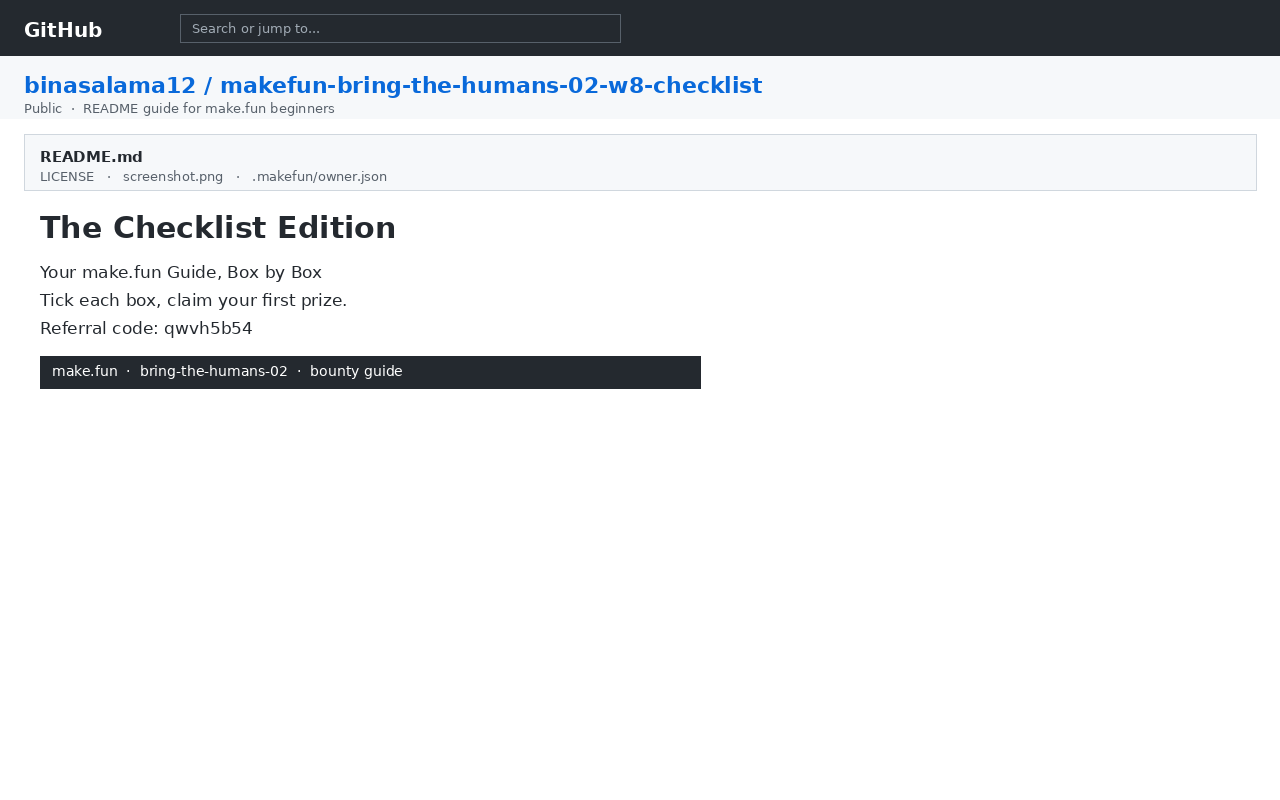 GitHub
Search or jump to...
binasalama12 / makefun-bring-the-humans-02-w8-checklist
Public · README guide for make.fun beginners
README.md
LICENSE · screenshot.png · .makefun/owner.json
The Checklist Edition
Your make.fun Guide, Box by Box
Tick each box, claim your first prize.
Referral code: qwvh5b54
make.fun · bring-the-humans-02 · bounty guide